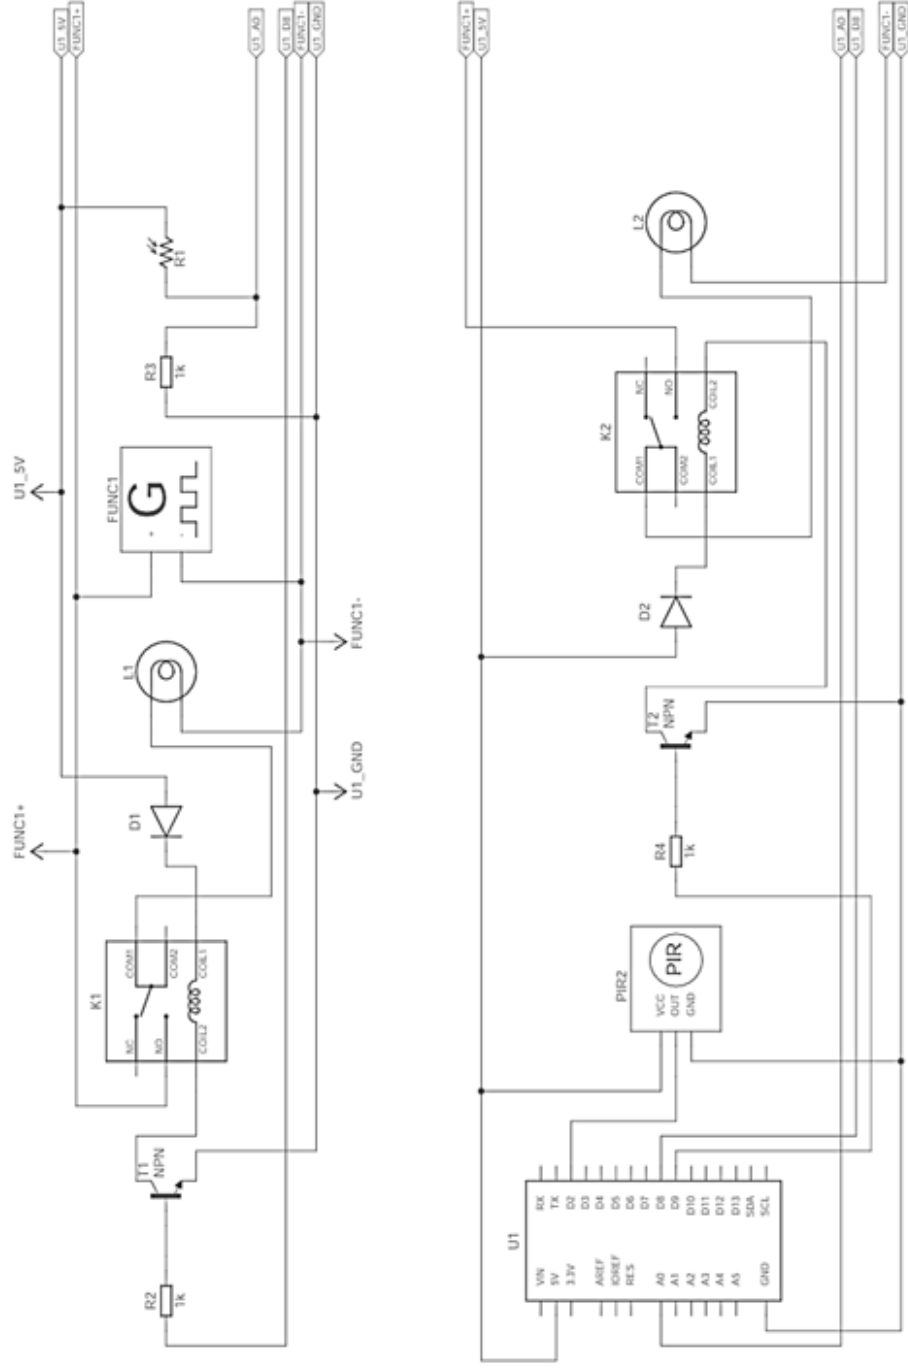 U1_5V
FUNC1+
U1_A0
U1_D8
FUNC1-
U1_GND
R1
R3
1k
U1_5V
FUNC1
G
+
-
L1
FUNC1-
D1
U1_GND
FUNC1+
K1
COM1
COM2
COIL1
NC
NO
COIL2
T1
NPN
R2
1k
FUNC1+
U1_5V
U1_A0
U1_D8
FUNC1-
U1_GND
L2
K2
NC
NO
COIL2
COM1
COM2
COIL1
D2
T2
NPN
R4
1k
PIR2
PIR
VCC
OUT
GND
U1
RX
TX
D2
D3
D4
D5
D6
D7
D8
D9
D10
D11
D12
D13
SDA
SCL
VIN
5V
3.3V
AREF
IOREF
RES
A0
A1
A2
A3
A4
A5
GND